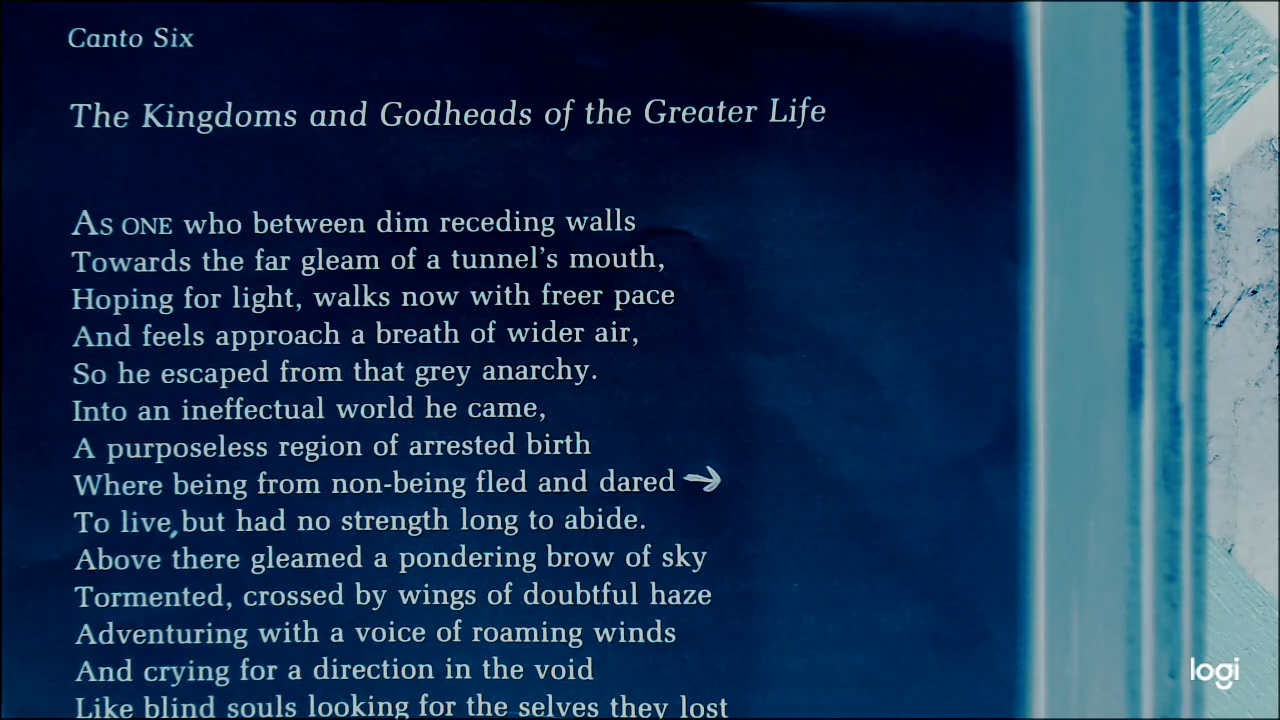 Canto Six
The Kingdoms and Godheads of the Greater Life
AS ONE who between dim receding walls
Towards the far gleam of a tunnel's mouth,
Hoping for light, walks now with freer pace
And feels approach a breath of wider air,
So he escaped from that grey anarchy.
Into an ineffectual world he came,
A purposeless region of arrested birth
Where being from non-being fled and dared →
To live, but had no strength long to abide.
Above there gleamed a pondering brow of sky
Tormented, crossed by wings of doubtful haze
Adventuring with a voice of roaming winds
And crying for a direction in the void
Like blind souls looking for the selves they lost
logi